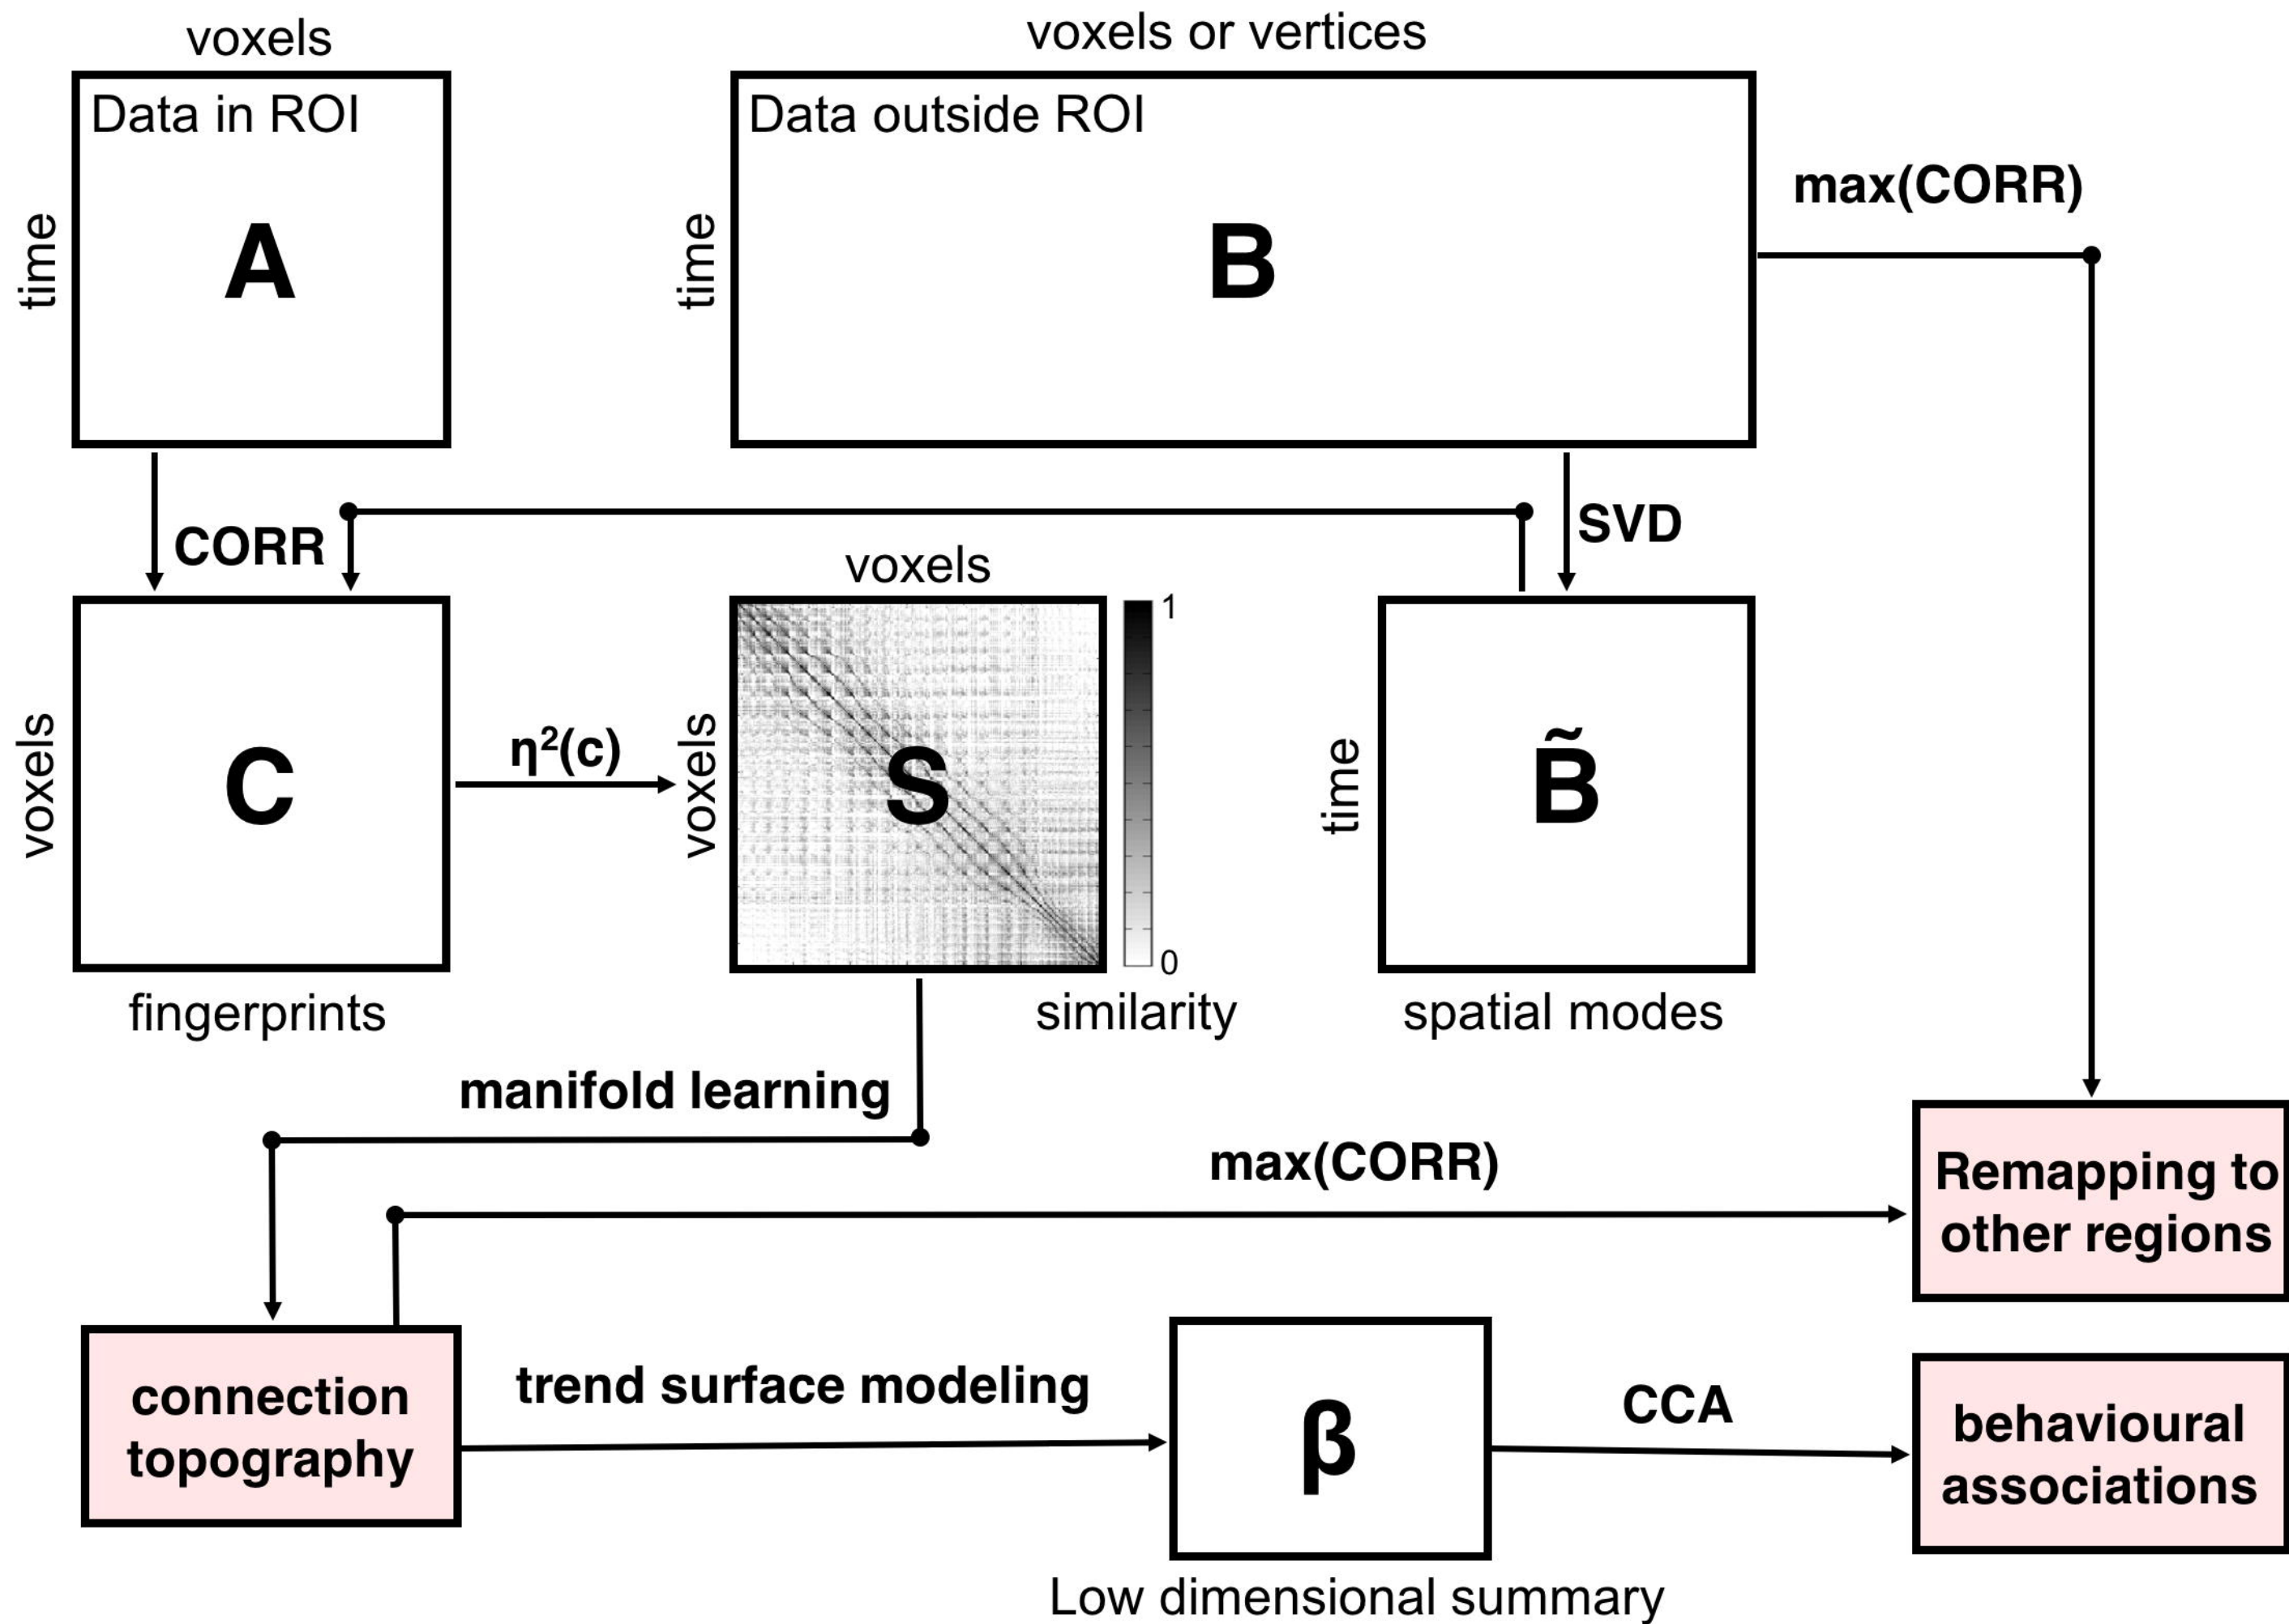 voxels
voxels or vertices
Data in ROI
Data outside ROI
time
A
time
B
max(CORR)
CORR
SVD
voxels
1
voxels
C
η²(c)
voxels
S
0
similarity
time
B̃
fingerprints
spatial modes
manifold learning
max(CORR)
Remapping to
other regions
connection
topography
trend surface modeling
β
CCA
behavioural
associations
Low dimensional summary